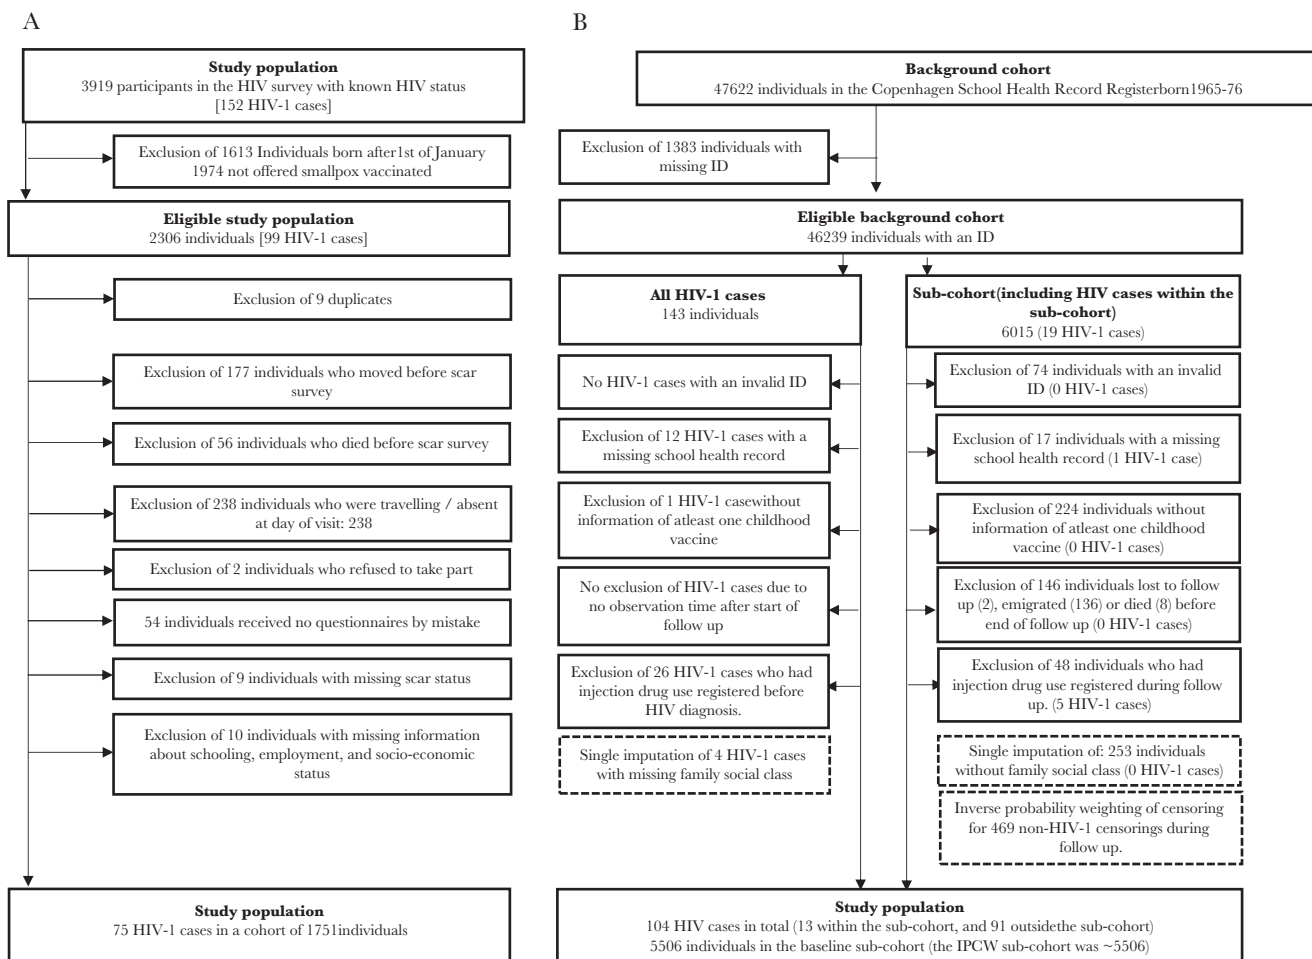 A
Study population
3919 participants in the HIV survey with known HIV status
[152 HIV-1 cases]
Exclusion of 1613 Individuals born after1st of January
1974 not offered smallpox vaccinated
Eligible study population
2306 individuals [99 HIV-1 cases]
Exclusion of 9 duplicates
Exclusion of 177 individuals who moved before scar
survey
Exclusion of 56 individuals who died before scar survey
Exclusion of 238 individuals who were travelling / absent
at day of visit: 238
Exclusion of 2 individuals who refused to take part
54 individuals received no questionnaires by mistake
Exclusion of 9 individuals with missing scar status
Exclusion of 10 individuals with missing information
about schooling, employment, and socio-economic
status
Study population
75 HIV-1 cases in a cohort of 1751individuals
B
Background cohort
47622 individuals in the Copenhagen School Health Record Registerborn1965-76
Exclusion of 1383 individuals with
missing ID
Eligible background cohort
46239 individuals with an ID
All HIV-1 cases
143 individuals
Sub-cohort(including HIV cases within the
sub-cohort)
6015 (19 HIV-1 cases)
No HIV-1 cases with an invalid ID
Exclusion of 74 individuals with an invalid
ID (0 HIV-1 cases)
Exclusion of 12 HIV-1 cases with a
missing school health record
Exclusion of 17 individuals with a missing
school health record (1 HIV-1 case)
Exclusion of 1 HIV-1 casewithout
information of atleast one childhood
vaccine
Exclusion of 224 individuals without
information of atleast one childhood
vaccine (0 HIV-1 cases)
No exclusion of HIV-1 cases due to
no observation time after start of
follow up
Exclusion of 146 individuals lost to follow
up (2), emigrated (136) or died (8) before
end of follow up (0 HIV-1 cases)
Exclusion of 26 HIV-1 cases who had
injection drug use registered before
HIV diagnosis.
Exclusion of 48 individuals who had
injection drug use registered during follow
up. (5 HIV-1 cases)
Single imputation of 4 HIV-1 cases
with missing family social class
Single imputation of: 253 individuals
without family social class (0 HIV-1 cases)
Inverse probability weighting of censoring
for 469 non-HIV-1 censorings during
follow up.
Study population
104 HIV cases in total (13 within the sub-cohort, and 91 outsidethe sub-cohort)
5506 individuals in the baseline sub-cohort (the IPCW sub-cohort was ~5506)